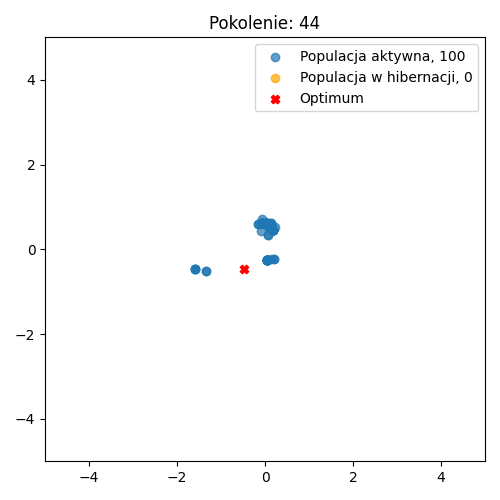 Pokolenie: 44
Populacja aktywna, 100
Populacja w hibernacji, 0
Optimum
4
2
0
−2
−4
−4 −2 0 2 4